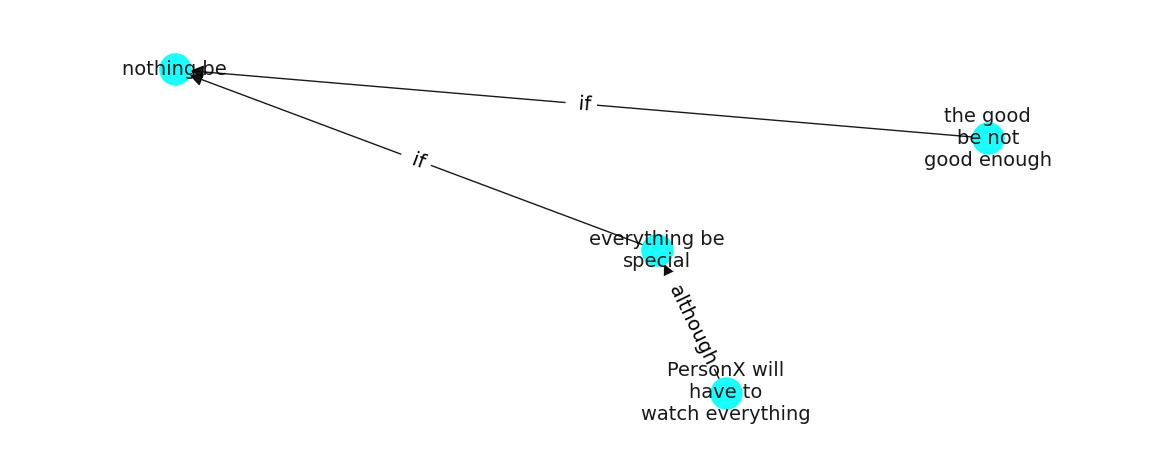 nothing be
if
the good
be not
good enough
if
everything be
special
although
PersonX will
have to
watch everything